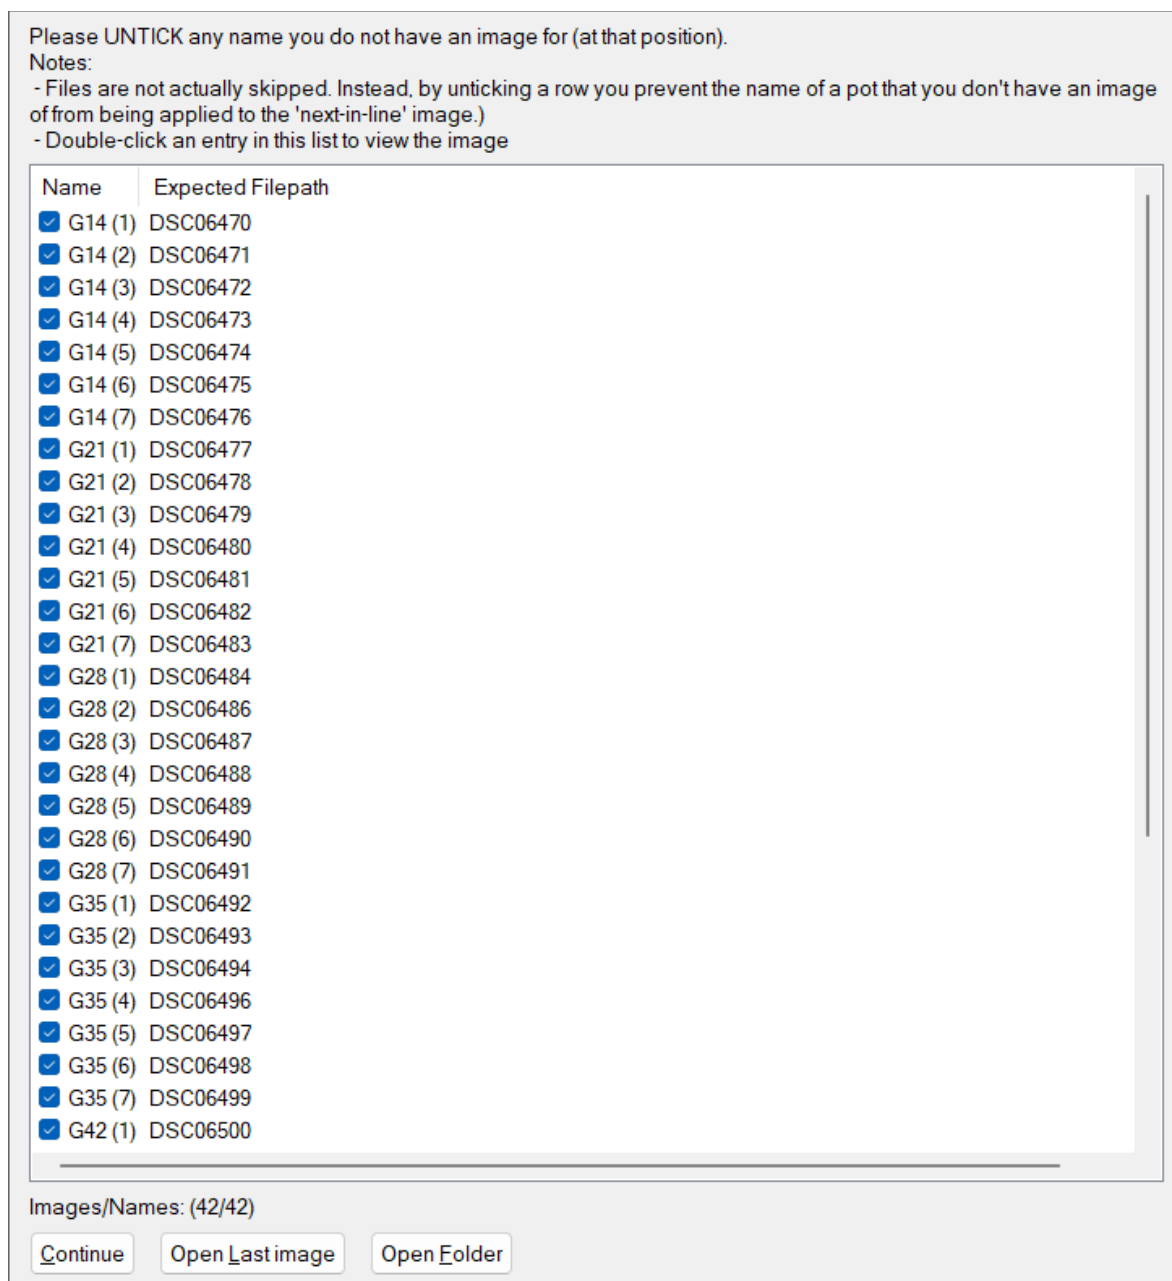 Please UNTICK any name you do not have an image for (at that position).
Notes:
- Files are not actually skipped. Instead, by unticking a row you prevent the name of a pot that you don't have an image
of from being applied to the 'next-in-line' image.)
- Double-click an entry in this list to view the image
Name Expected Filepath
G14 (1) DSC06470
G14 (2) DSC06471
G14 (3) DSC06472
G14 (4) DSC06473
G14 (5) DSC06474
G14 (6) DSC06475
G14 (7) DSC06476
G21 (1) DSC06477
G21 (2) DSC06478
G21 (3) DSC06479
G21 (4) DSC06480
G21 (5) DSC06481
G21 (6) DSC06482
G21 (7) DSC06483
G28 (1) DSC06484
G28 (2) DSC06486
G28 (3) DSC06487
G28 (4) DSC06488
G28 (5) DSC06489
G28 (6) DSC06490
G28 (7) DSC06491
G35 (1) DSC06492
G35 (2) DSC06493
G35 (3) DSC06494
G35 (4) DSC06496
G35 (5) DSC06497
G35 (6) DSC06498
G35 (7) DSC06499
G42 (1) DSC06500
Images/Names: (42/42)
Continue Open Last image Open Folder